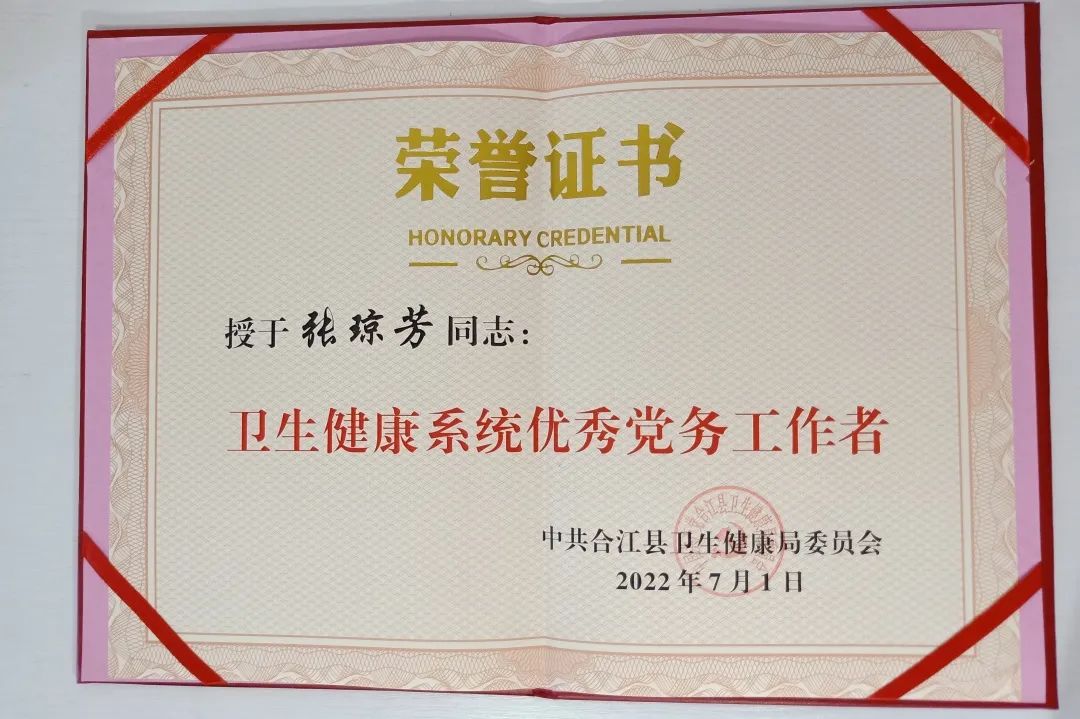 荣誉证书
HONORARY CREDENTIAL
授于张琼芳同志：
卫生健康系统优秀党务工作者
中共合江县卫生健康局委员会
2022年7月1日